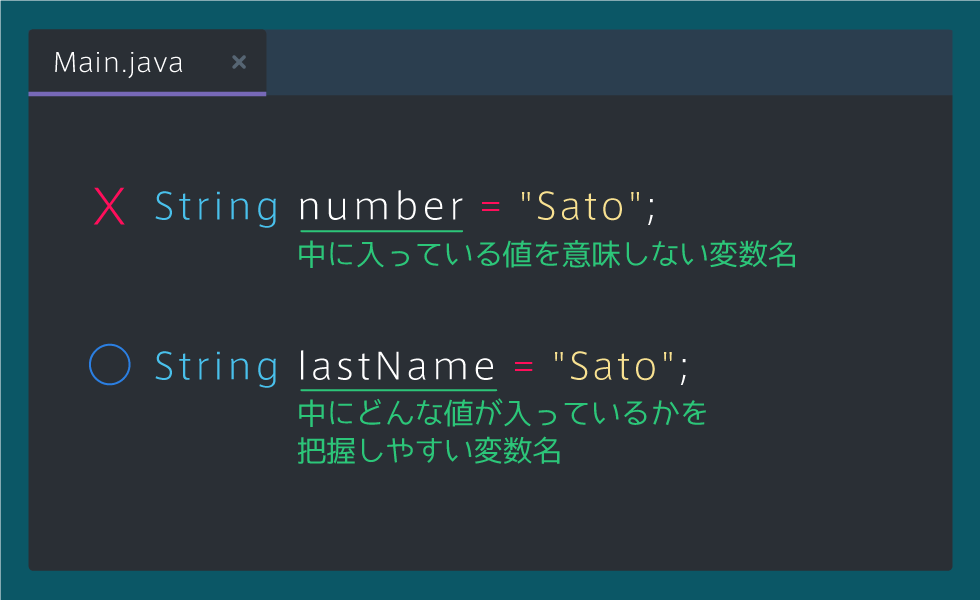 Main.java ×
X String number = "Sato";
中に入っている値を意味しない変数名
○ String lastName = "Sato";
中にどんな値が入っているかを
把握しやすい変数名